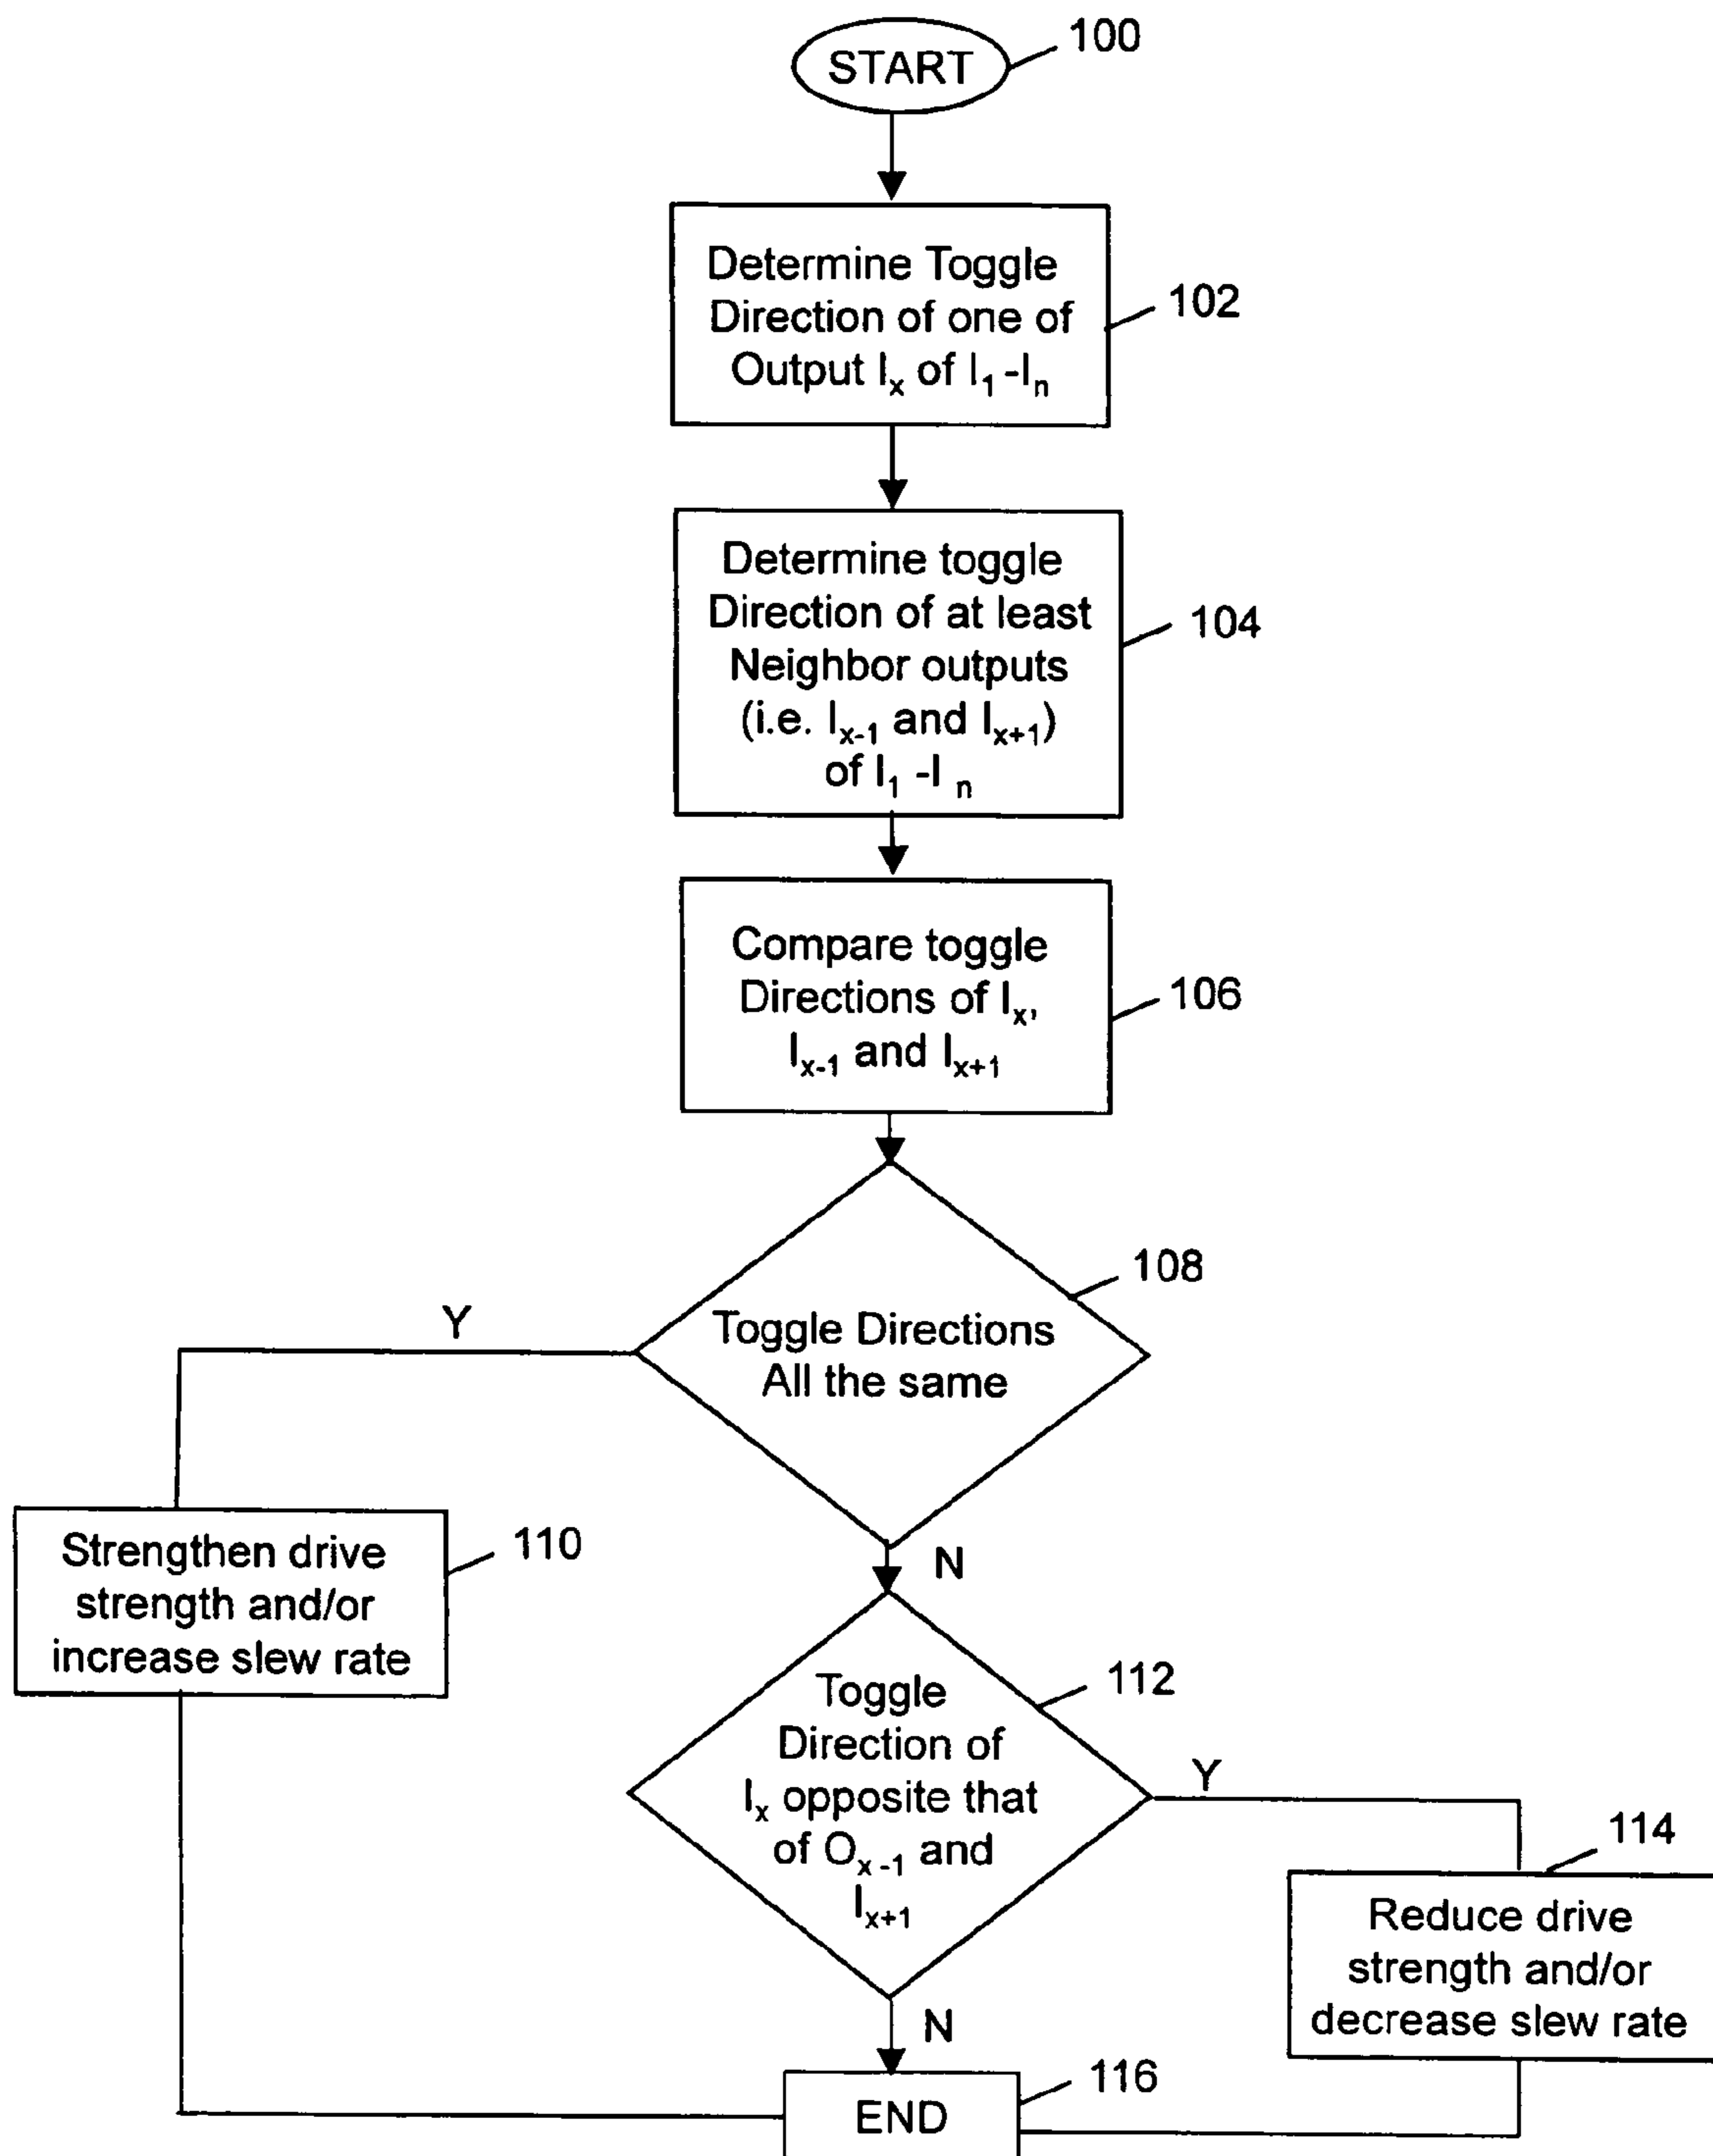 START
100
Determine Toggle
Direction of one of
Output Iₓ of I₁ -Iₙ
102
Determine toggle
Direction of at least
Neighbor outputs
(i.e. Iₓ₋₁ and Iₓ₊₁)
of I₁ -I ₙ
104
Compare toggle
Directions of Iₓ,
Iₓ₋₁ and Iₓ₊₁
106
108
Toggle Directions
All the same
Y
N
Strengthen drive
strength and/or
increase slew rate
110
Toggle
Direction of
Iₓ opposite that
of Oₓ₋₁ and
Iₓ₊₁
112
Y
N
114
Reduce drive
strength and/or
decrease slew rate
END
116